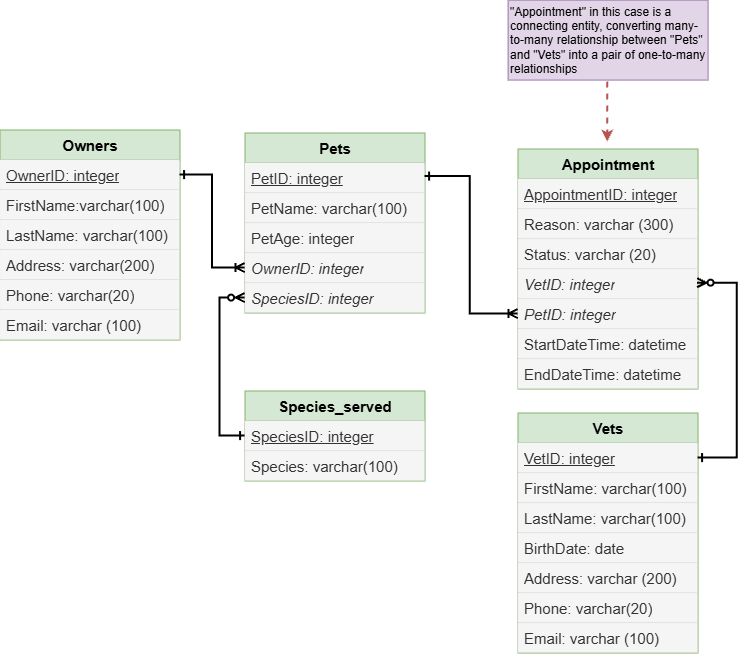 "Appointment" in this case is a
connecting entity, converting many-
to-many relationship between "Pets"
and "Vets" into a pair of one-to-many
relationships
Owners
OwnerID: integer
FirstName:varchar(100)
LastName: varchar(100)
Address: varchar(200)
Phone: varchar(20)
Email: varchar (100)
Pets
PetID: integer
PetName: varchar(100)
PetAge: integer
OwnerID: integer
SpeciesID: integer
Appointment
AppointmentID: integer
Reason: varchar (300)
Status: varchar (20)
VetID: integer
PetID: integer
StartDateTime: datetime
EndDateTime: datetime
Species_served
SpeciesID: integer
Species: varchar(100)
Vets
VetID: integer
FirstName: varchar(100)
LastName: varchar(100)
BirthDate: date
Address: varchar (200)
Phone: varchar(20)
Email: varchar (100)